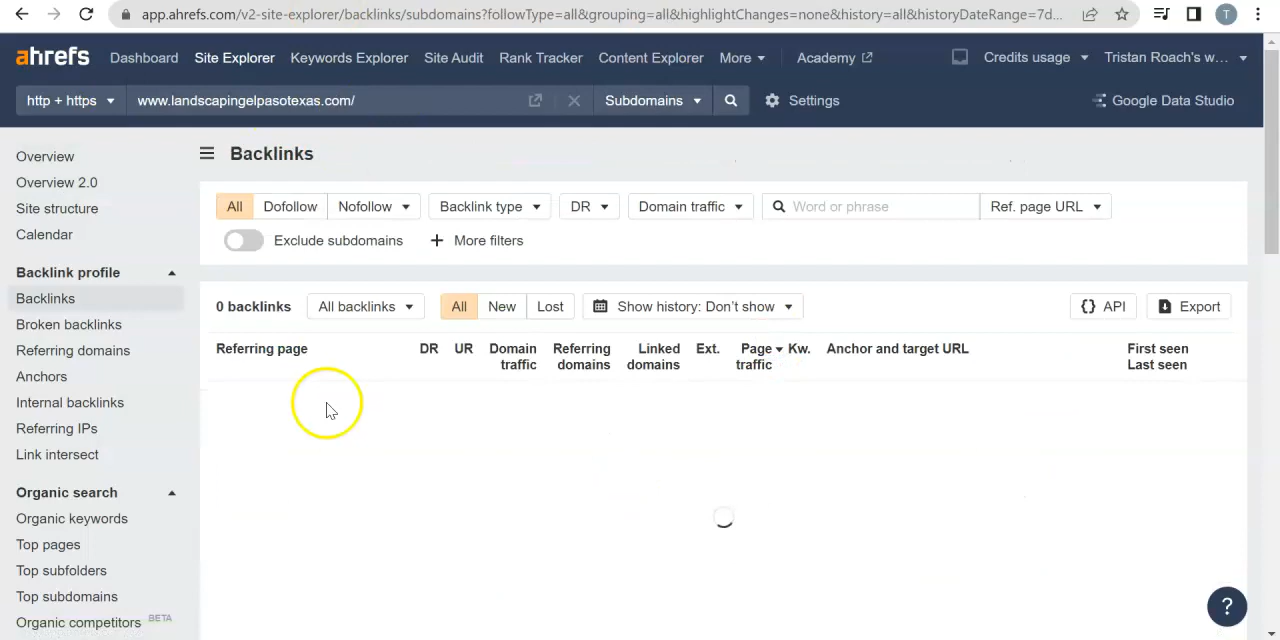 app.ahrefs.com/v2-site-explorer/backlinks/subdomains?followType=all&grouping=all&highlightChanges=none&history=all&historyDateRange=7d...
T
ahrefs Dashboard Site Explorer Keywords Explorer Site Audit Rank Tracker Content Explorer More Academy Credits usage Tristan Roach's w...
http + https www.landscapingelpasotexas.com/ Subdomains Settings Google Data Studio
Overview
Overview 2.0
Site structure
Calendar
Backlink profile
Backlinks
Broken backlinks
Referring domains
Anchors
Internal backlinks
Referring IPs
Link intersect
Organic search
Organic keywords
Top pages
Top subfolders
Top subdomains
Organic competitors BETA
Backlinks
All Dofollow Nofollow Backlink type DR Domain traffic Word or phrase Ref. page URL
Exclude subdomains + More filters
0 backlinks All backlinks All New Lost Show history: Don't show {} API Export
Referring page DR UR Domain Referring Linked Ext. Page Kw. Anchor and target URL First seen
traffic domains domains traffic Last seen
?